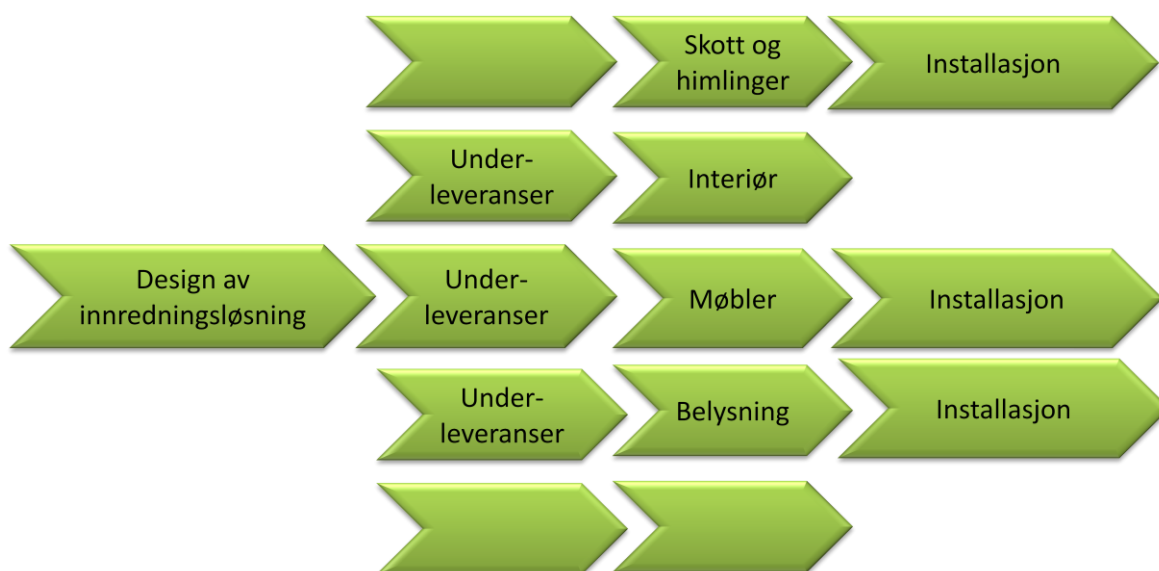 Skott og
himlinger
Installasjon
Under-
leveranser
Interiør
Design av
innredningsløsning
Under-
leveranser
Møbler
Installasjon
Under-
leveranser
Belysning
Installasjon